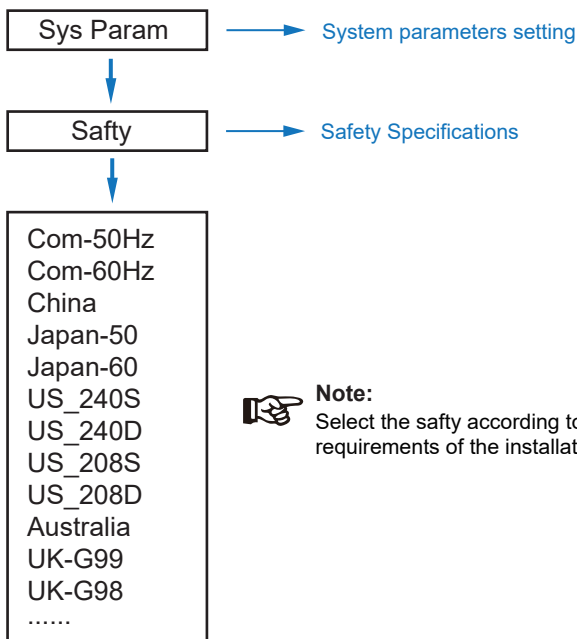 Sys Param
System parameters setting
Safty
Safety Specifications
Com-50Hz
Com-60Hz
China
Japan-50
Japan-60
US_240S
US_240D
US_208S
US_208D
Australia
UK-G99
UK-G98
......
Note:
Select the safty according to
requirements of the